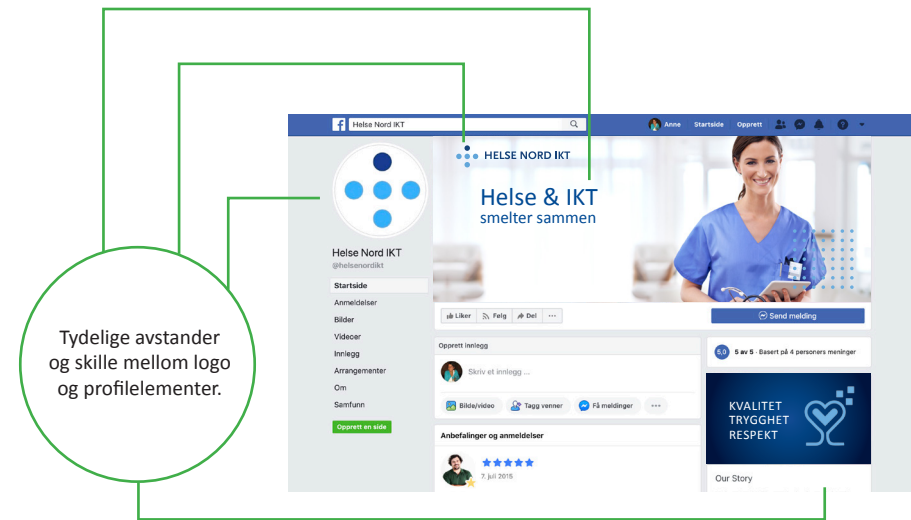 Helse Nord IKT
Anne
Startside
Opprett
HELSE NORD IKT
Helse & IKT
smelter sammen
Helse Nord IKT
@helsenordikt
Startside
Anmeldelser
Bilder
Videoer
Innlegg
Arrangementer
Om
Samfunn
Opprett en side
Tydelige avstander
og skille mellom logo
og profilelementer.
Liker
Følg
Del
Send melding
Opprett innlegg
Skriv et innlegg ...
Bilde/video
Tagg venner
Få meldinger
Anbefalinger og anmeldelser
7. juli 2016
5,0
5 av 5 · Basert på 4 personers meninger
KVALITET
TRYGGHET
RESPEKT
Our Story